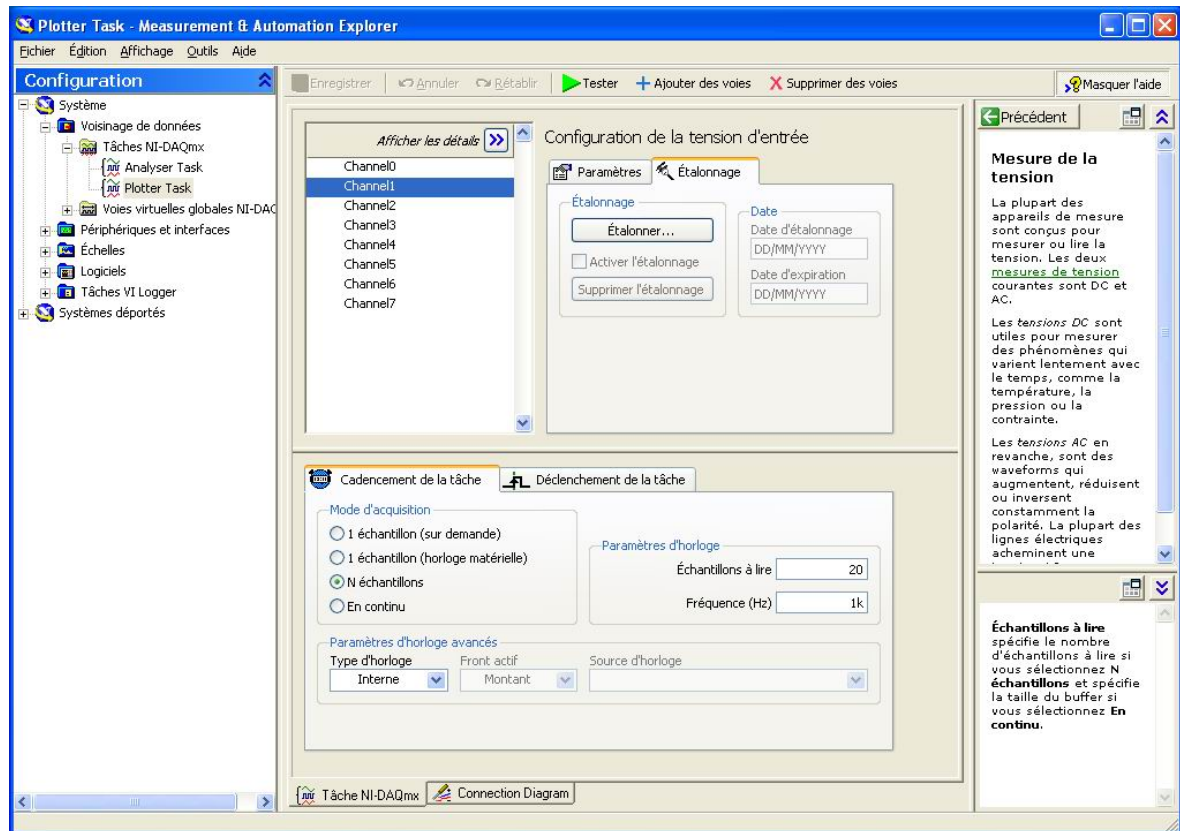 Plotter Task - Measurement & Automation Explorer
Fichier Édition Affichage Outils Aide
Configuration
Système
Voisinage de données
Tâches NI-DAQmx
Analyser Task
Plotter Task
Voies virtuelles globales NI-DAQ
Périphériques et interfaces
Échelles
Logiciels
Tâches VI Logger
Systèmes déportés
Enregistrer Annuler Rétablir Tester Ajouter des voies Supprimer des voies Masquer l'aide
Afficher les détails
Channel0
Channel1
Channel2
Channel3
Channel4
Channel5
Channel6
Channel7
Configuration de la tension d'entrée
Paramètres Étalonnage
Étalonnage
Étalonner...
Activer l'étalonnage
Supprimer l'étalonnage
Date
Date d'étalonnage
DD/MM/YYYY
Date d'expiration
DD/MM/YYYY
Cadencement de la tâche Déclenchement de la tâche
Mode d'acquisition
1 échantillon (sur demande)
1 échantillon (horloge matérielle)
N échantillons
En continu
Paramètres d'horloge
Échantillons à lire 20
Fréquence (Hz) 1k
Paramètres d'horloge avancés
Type d'horloge Front actif Source d'horloge
Interne Montant
Tâche NI-DAQmx Connection Diagram
Précédent
Mesure de la
tension
La plupart des
appareils de mesure
sont conçus pour
mesurer ou lire la
tension. Les deux
mesures de tension
courantes sont DC et
AC.
Les tensions DC sont
utiles pour mesurer
des phénomènes qui
varient lentement avec
le temps, comme la
température, la
pression ou la
contrainte.
Les tensions AC en
revanche, sont des
waveforms qui
augmentent, réduisent
ou inversent
constamment la
polarité. La plupart des
lignes électriques
acheminent une
Échantillons à lire
spécifie le nombre
d'échantillons à lire si
vous sélectionnez N
échantillons et spécifie
la taille du buffer si
vous sélectionnez En
continu.